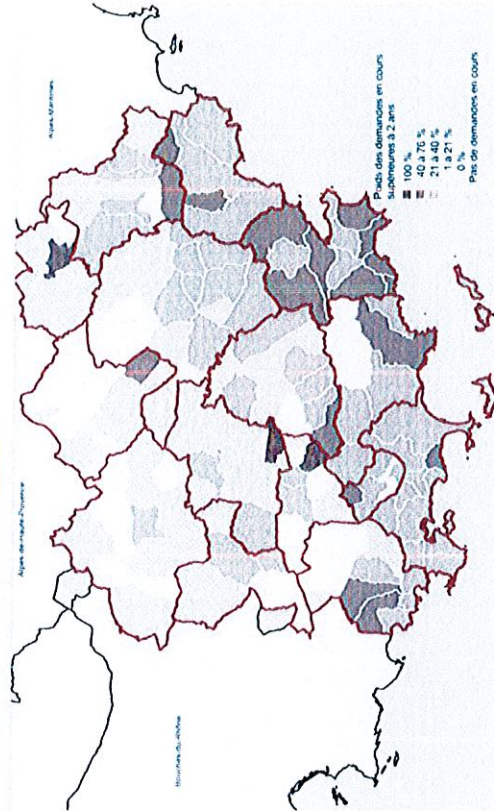 Alpes-de-Haute-Provence
Alpes-Maritimes
Bouches-du-Rhône
Poids des demandes en cours
supérieures à 2 ans
100 %
40 à 76 %
21 à 40 %
1 à 21 %
0 %
Pas de demandes en cours